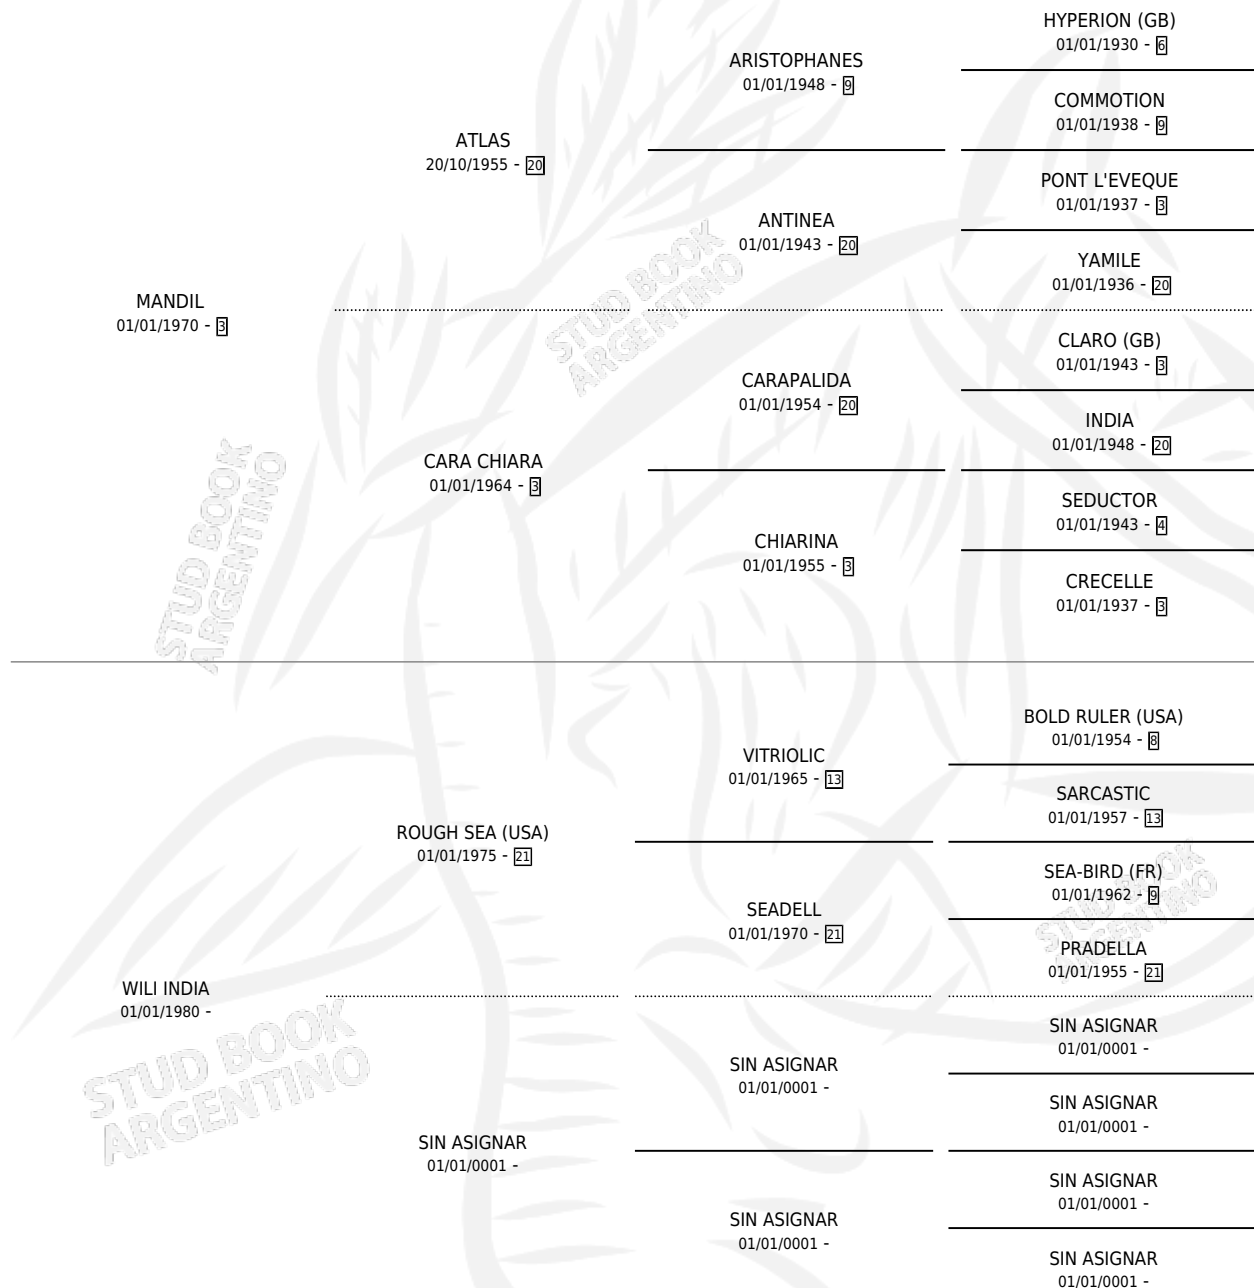 HYPERION (GB)
01/01/1930 - 6
ARISTOPHANES
01/01/1948 - 9
COMMOTION
01/01/1938 - 9
ATLAS
20/10/1955 - 20
PONT L'EVEQUE
01/01/1937 - 3
ANTINEA
01/01/1943 - 20
YAMILE
01/01/1936 - 20
MANDIL
01/01/1970 - 3
STUD BOOK
ARGENTINO
CLARO (GB)
01/01/1943 - 3
CARAPALIDA
01/01/1954 - 20
INDIA
01/01/1948 - 20
CARA CHIARA
01/01/1964 - 3
SEDUCTOR
01/01/1943 - 4
CHIARINA
01/01/1955 - 3
CRECELLE
01/01/1937 - 3
STUD BOOK
ARGENTINO
BOLD RULER (USA)
01/01/1954 - 8
VITRIOLIC
01/01/1965 - 13
SARCASTIC
01/01/1957 - 13
ROUGH SEA (USA)
01/01/1975 - 21
SEA-BIRD (FR)
01/01/1962 - 9
SEADELL
01/01/1970 - 21
PRADELLA
01/01/1955 - 21
STUD BOOK
ARGENTINO
WILI INDIA
01/01/1980 -
STUD BOOK
ARGENTINO
SIN ASIGNAR
01/01/0001 -
SIN ASIGNAR
01/01/0001 -
SIN ASIGNAR
01/01/0001 -
SIN ASIGNAR
01/01/0001 -
SIN ASIGNAR
01/01/0001 -
SIN ASIGNAR
01/01/0001 -
SIN ASIGNAR
01/01/0001 -